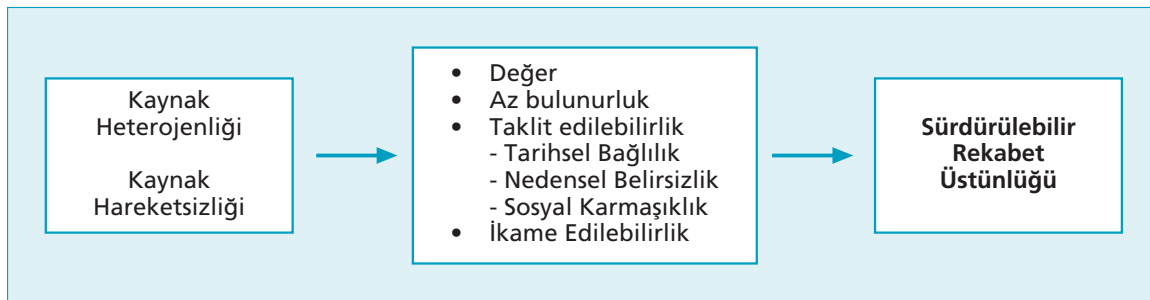 Kaynak
Heterojenliği
Kaynak
Hareketsizliği
• Değer
• Az bulunurluk
• Taklit edilebilirlik
- Tarihsel Bağlılık
- Nedensel Belirsizlik
- Sosyal Karmaşıklık
• İkame Edilebilirlik
Sürdürülebilir
Rekabet
Üstünlüğü